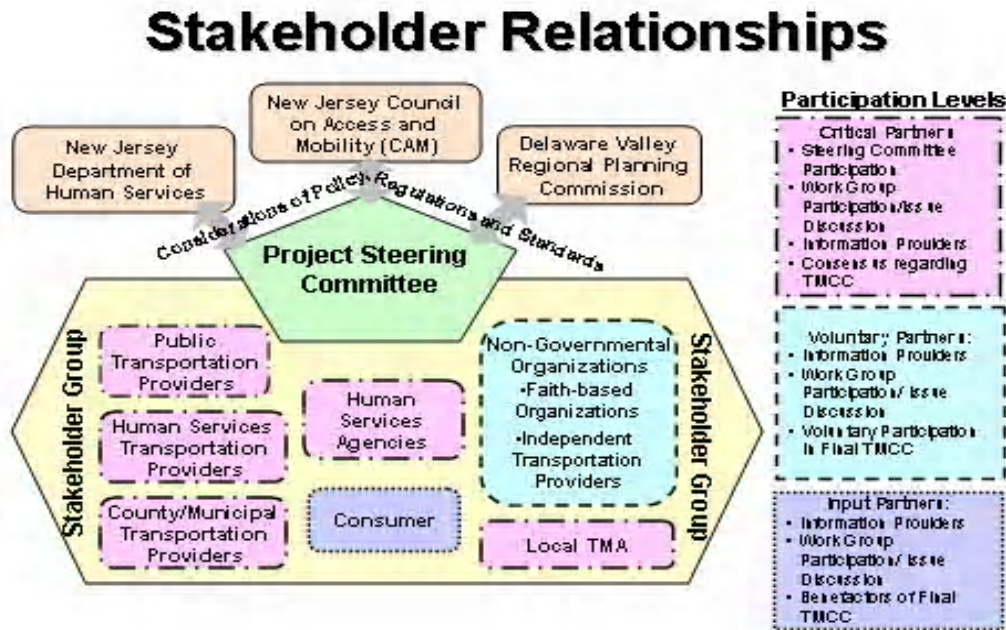 Stakeholder Relationships
New Jersey
Department of
Human Services
New Jersey Council
on Access and
Mobility (CAM)
Delaware Valley
Regional Planning
Commission
Considerations of Policy, Regulations and Standards
Project Steering
Committee
Stakeholder Group
Public
Transportation
Providers
Human Services
Transportation
Providers
County/Municipal
Transportation
Providers
Human
Services
Agencies
Consumer
Non-Governmental
Organizations
•Faith-based
Organizations
•Independent
Transportation
Providers
Local TMA
Stakeholder Group
Participation Levels
Critical Partners
• Steering Committee
Participation
• Work Group
Participation/Issue
Discussion
• Information Providers
• Consensus regarding
TMCC
Voluntary Partners:
• Information Providers
• Work Group
Participation/ Issue
Discussion
• Voluntary Participation
in Final TMCC
Input Partners:
• Information Providers
• Work Group
Participation/ Issue
Discussion
• Benefactors of Final
TMCC